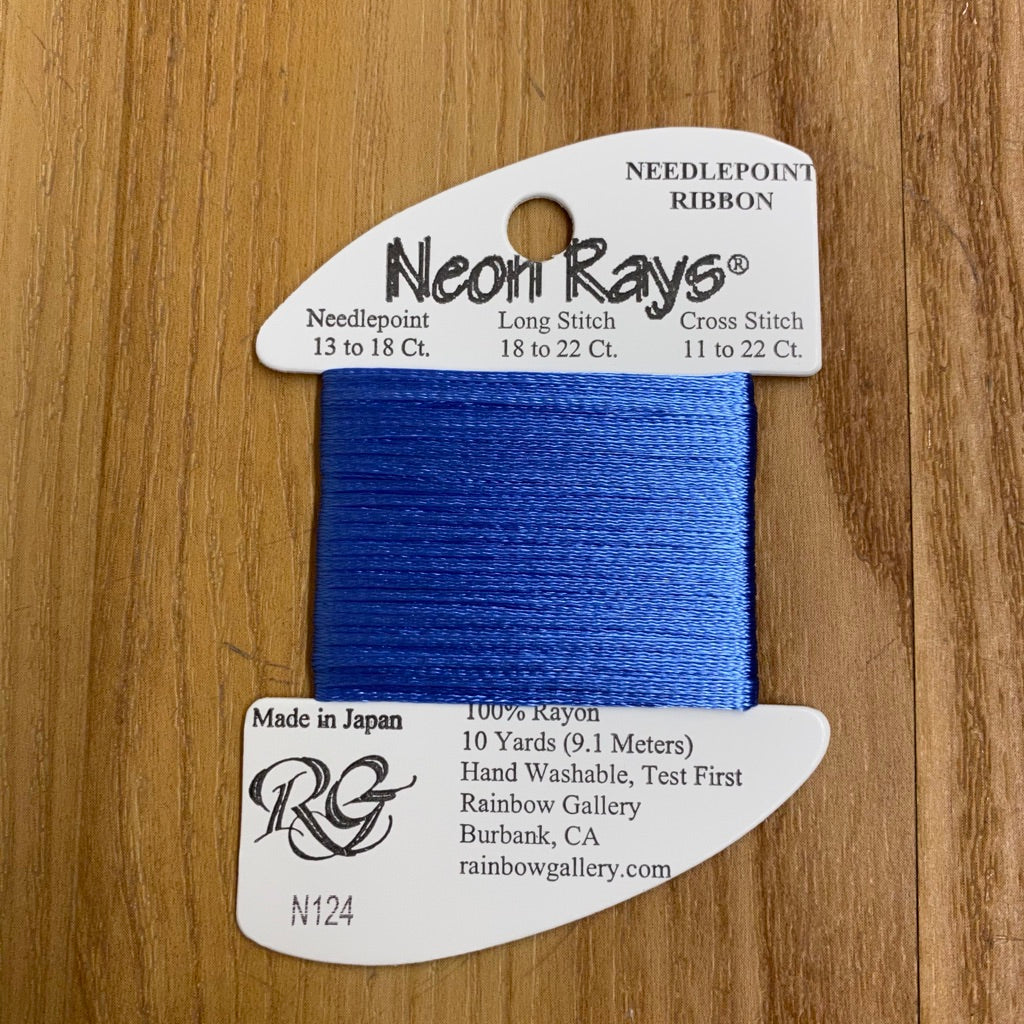 NEEDLEPOINT
RIBBON
Neon Rays®
Needlepoint Long Stitch Cross Stitch
13 to 18 Ct. 18 to 22 Ct. 11 to 22 Ct.
Made in Japan
100% Rayon
10 Yards (9.1 Meters)
Hand Washable, Test First
Rainbow Gallery
Burbank, CA
rainbowgallery.com
RG
N124